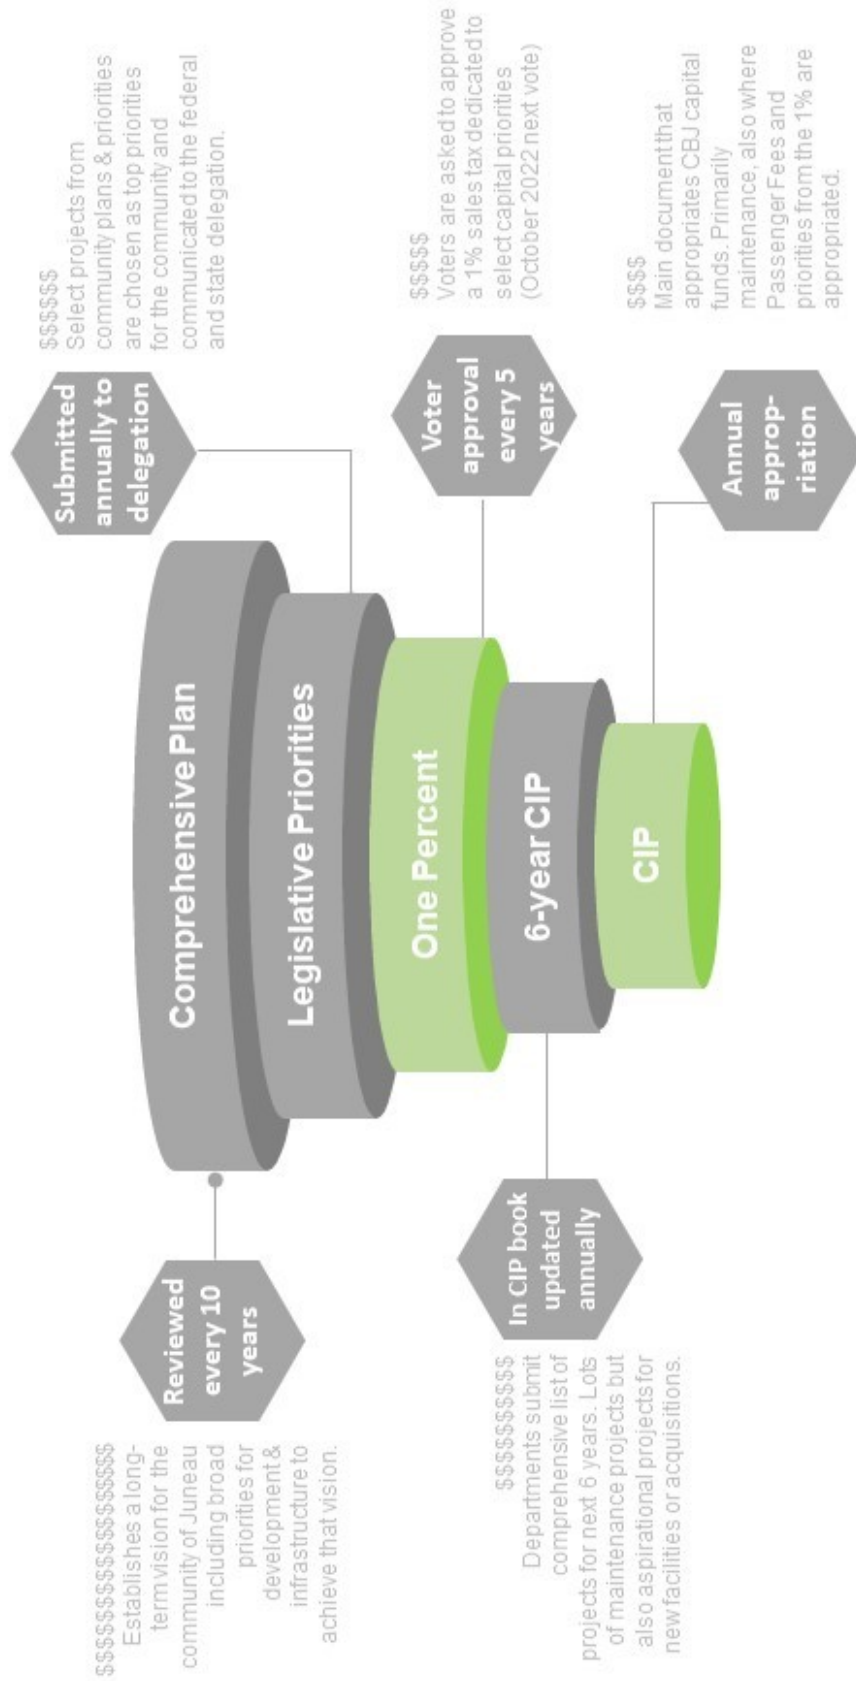 $$$$$$$$$$$$$$$$$$$$$
Establishes a long-
term vision for the
community of Juneau
including broad
priorities for
development &
infrastructure to
achieve that vision.
Reviewed
every 10
years
Comprehensive Plan
Submitted
annually to
delegation
$$$$$$
Select projects from
community plans & priorities
are chosen as top priorities
for the community and
communicated to the federal
and state delegation.
Legislative Priorities
One Percent
Voter
approval
every 5
years
$$$$$
Voters are asked to approve
a 1% sales tax dedicated to
select capital priorities
(October 2022 next vote)
$$$$$$$$$$$
Departments submit
comprehensive list of
projects for next 6 years. Lots
of maintenance projects but
also aspirational projects for
new facilities or acquisitions.
In CIP book
updated
annually
6-year CIP
CIP
Annual
approp-
riation
$$$$
Main document that
appropriates CBJ capital
funds. Primarily
maintenance, also where
Passenger Fees and
priorities from the 1% are
appropriated.